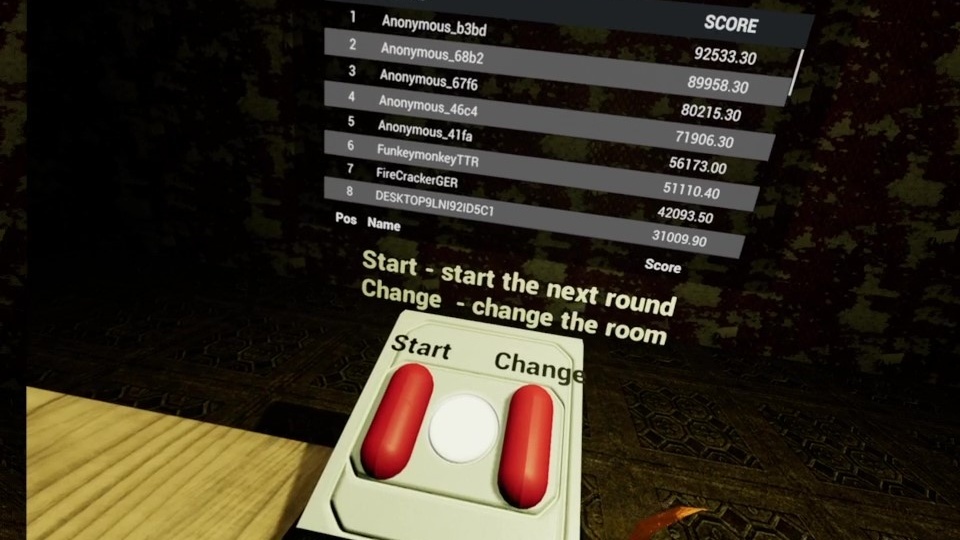 SCORE
1 Anonymous_b3bd 92533.30
2 Anonymous_68b2 89958.30
3 Anonymous_67f6 80215.30
4 Anonymous_46c4 71906.30
5 Anonymous_41fa 56173.00
6 FunkeymonkeyTTR 51110.40
7 FireCrackerGER 42093.50
8 DESKTOP9LNI92ID5C1 31009.90
Pos Name Score
Start - start the next round
Change - change the room
Start Change